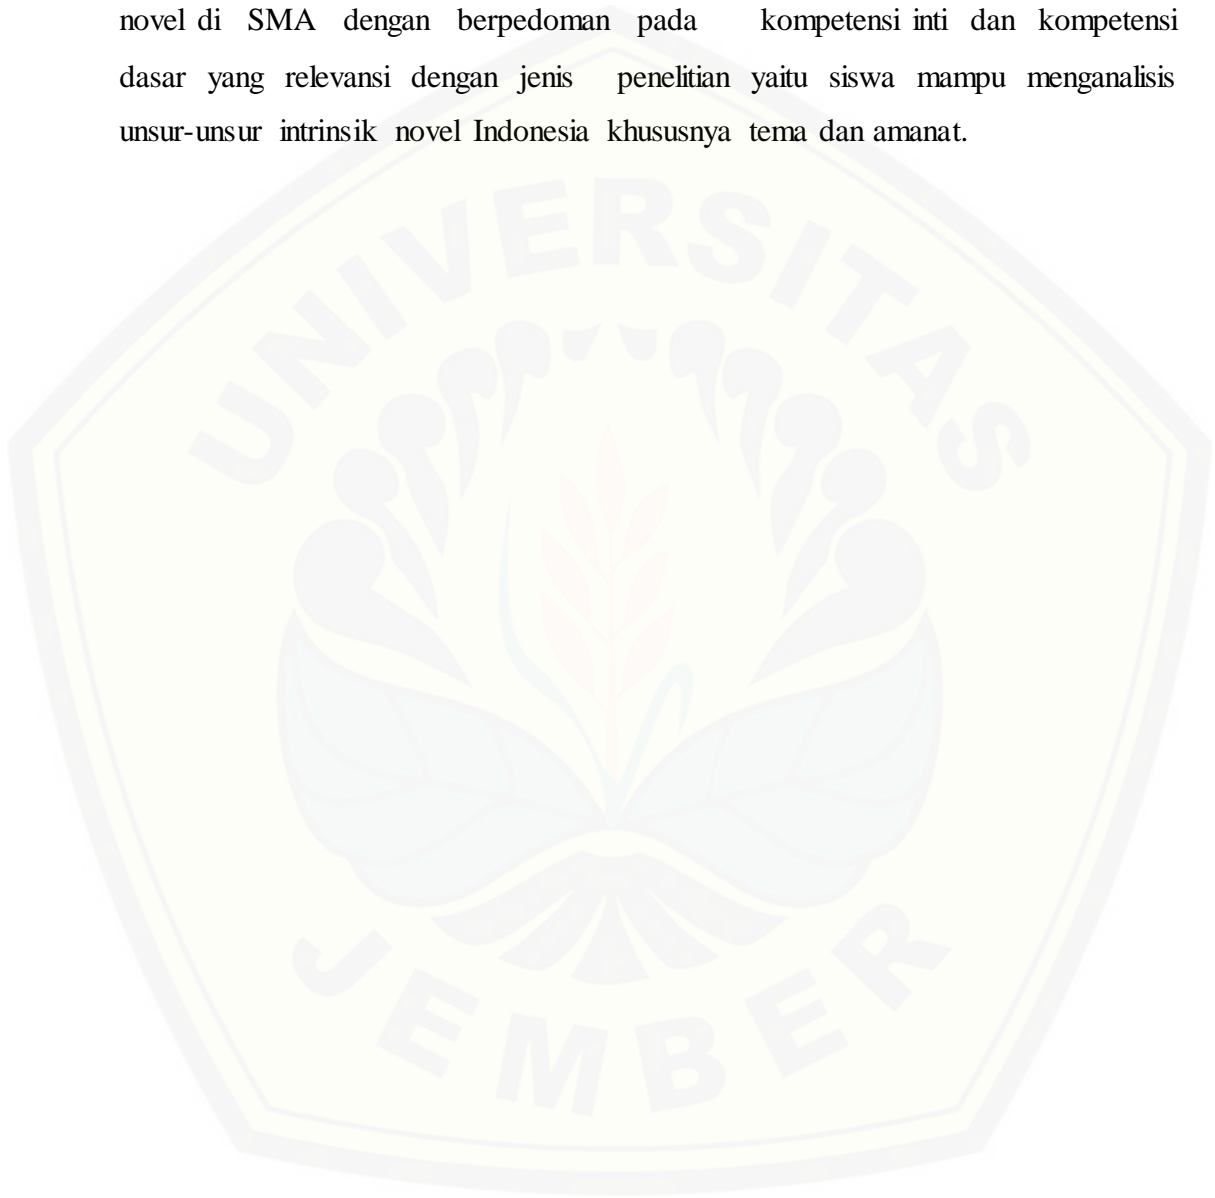 novel di SMA dengan berpedoman pada kompetensi inti dan kompetensi
dasar yang relevansi dengan jenis penelitian yaitu siswa mampu menganalisis
unsur-unsur intrinsik novel Indonesia khususnya tema dan amanat.
UNIVERSITAS
JEMBER